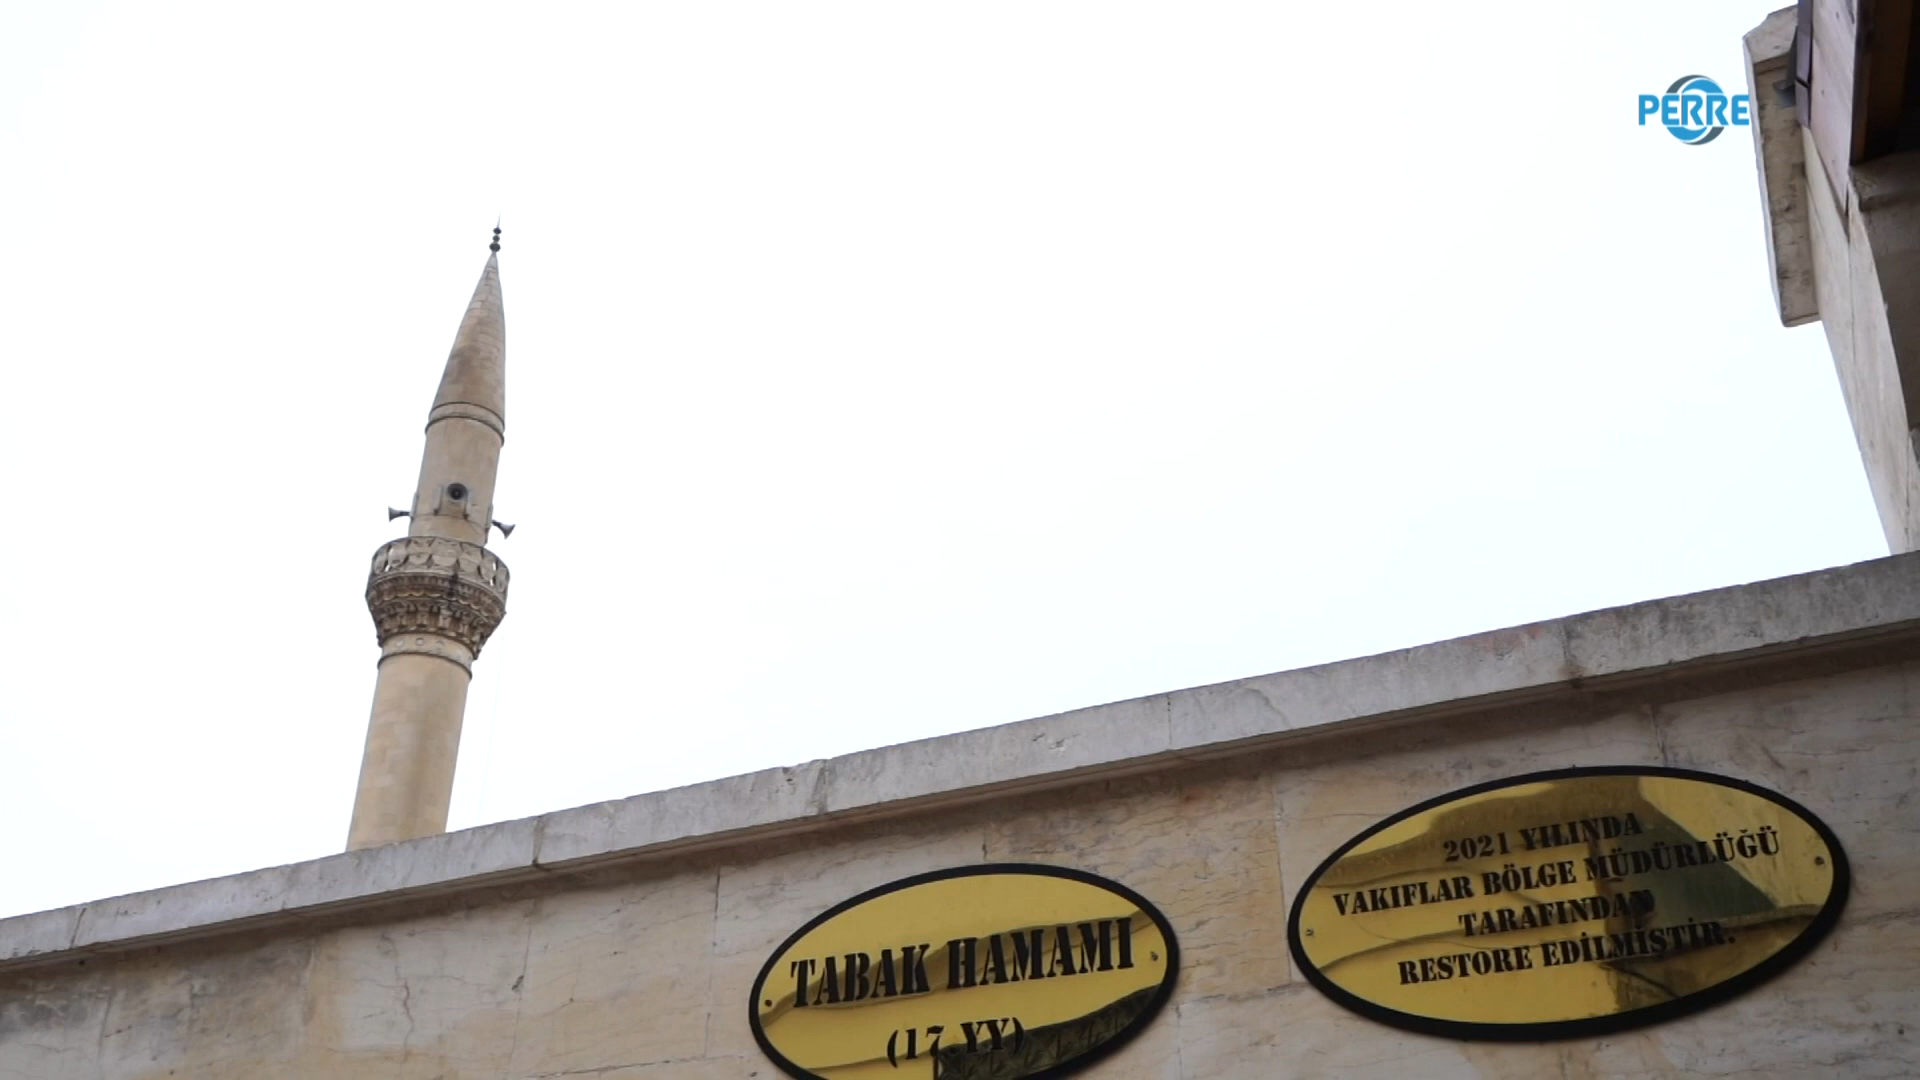 PERRE
TABAK HAMAMI
(17.YY)
2021 YILINDA
VAKIFLAR BÖLGE MÜDÜRLÜĞÜ
TARAFINDAN
RESTORE EDİLMİŞTİR.